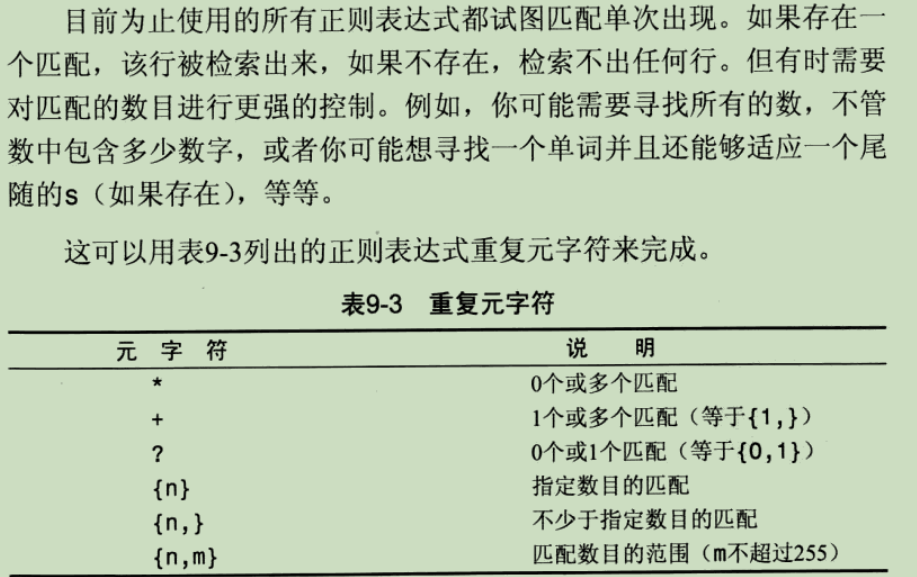 目前为止使用的所有正则表达式都试图匹配单次出现。如果存在一
个匹配，该行被检索出来，如果不存在，检索不出任何行。但有时需要
对匹配的数目进行更强的控制。例如，你可能需要寻找所有的数，不管
数中包含多少数字，或者你可能想寻找一个单词并且还能够适应一个尾
随的s（如果存在），等等。
这可以用表9-3列出的正则表达式重复元字符来完成。
表9-3 重复元字符
元 字 符 说 明
* 0个或多个匹配
+ 1个或多个匹配（等于{1,}）
? 0个或1个匹配（等于{0,1}）
{n} 指定数目的匹配
{n,} 不少于指定数目的匹配
{n,m} 匹配数目的范围（m不超过255）